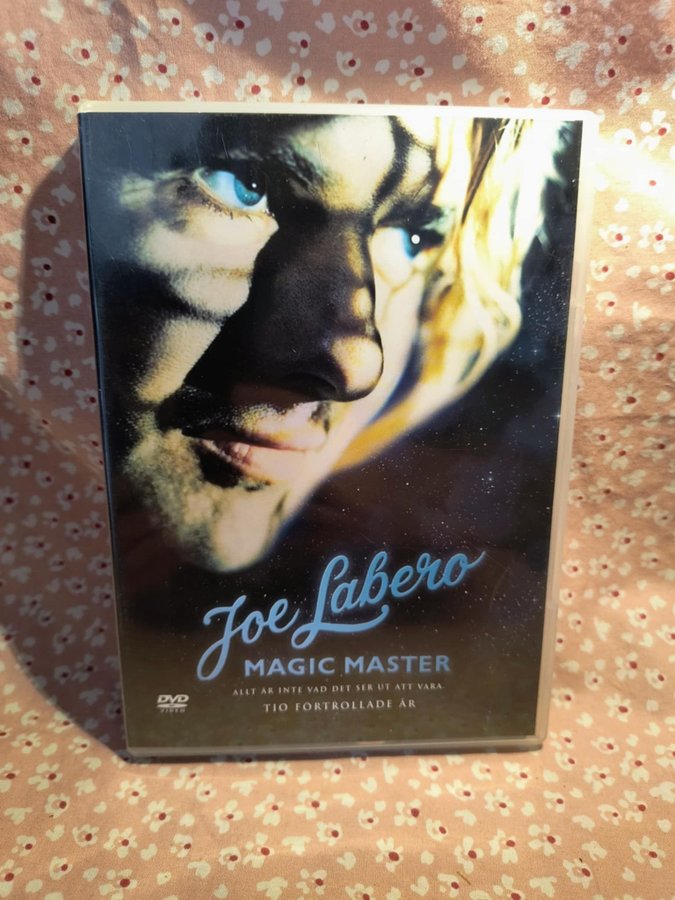 Joe Labero
MAGIC MASTER
ALLT ÄR INTE VAD DET SER UT ATT VARA.
TIO FÖRTROLLADE ÅR
DVD
VIDEO